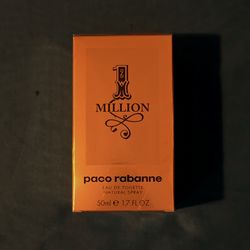 1
MILLION
paco rabanne
EAU DE TOILETTE
NATURAL SPRAY
50ml ℮ 1.7 FL.OZ.